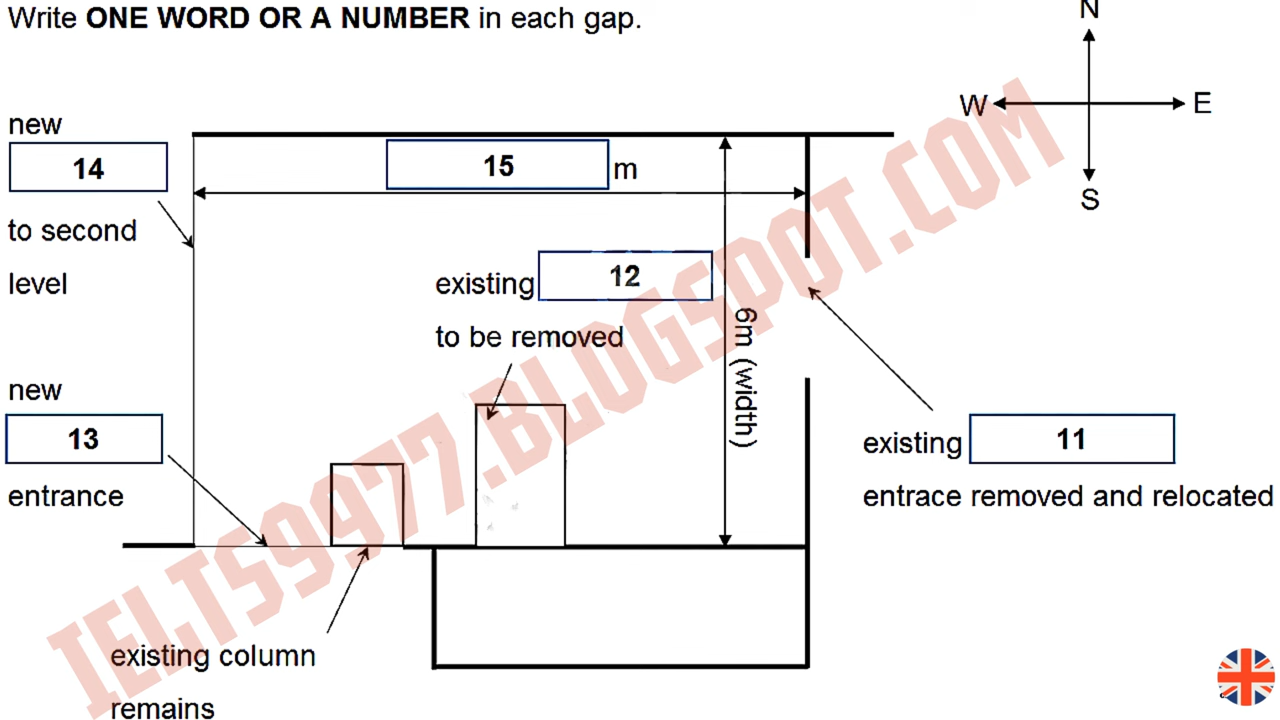 Write ONE WORD OR A NUMBER in each gap.
N
W
E
S
new
14
to second
level
15 m
existing 12
to be removed
6m (width)
new
13
entrance
existing 11
entrace removed and relocated
existing column
remains
IELTS9977.BLOGSPOT.COM